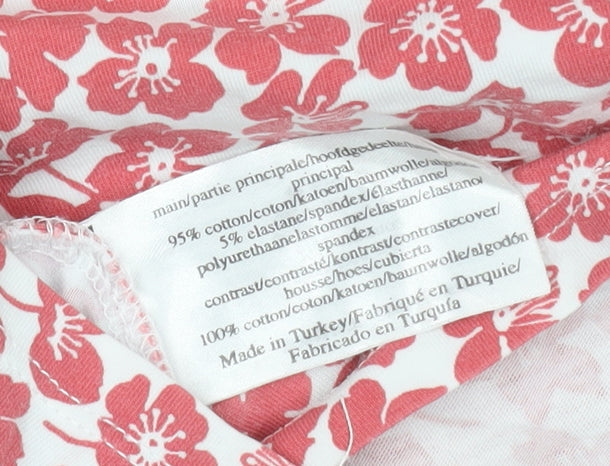 main/partie principale/hoofdgedeelte/
principal
95% cotton/coton/katoen/baumwolle/algodón
5% elastane/spandex/élasthanne/
polyurethaanelastomme/elastan/elastano/
spandex
contrast/contrasté/kontrast/contrastecover/
housse/hoes/cubierta
100% cotton/coton/katoen/baumwolle/algodón
Made in Turkey/Fabriqué en Turquie/
Fabricado en Turquía